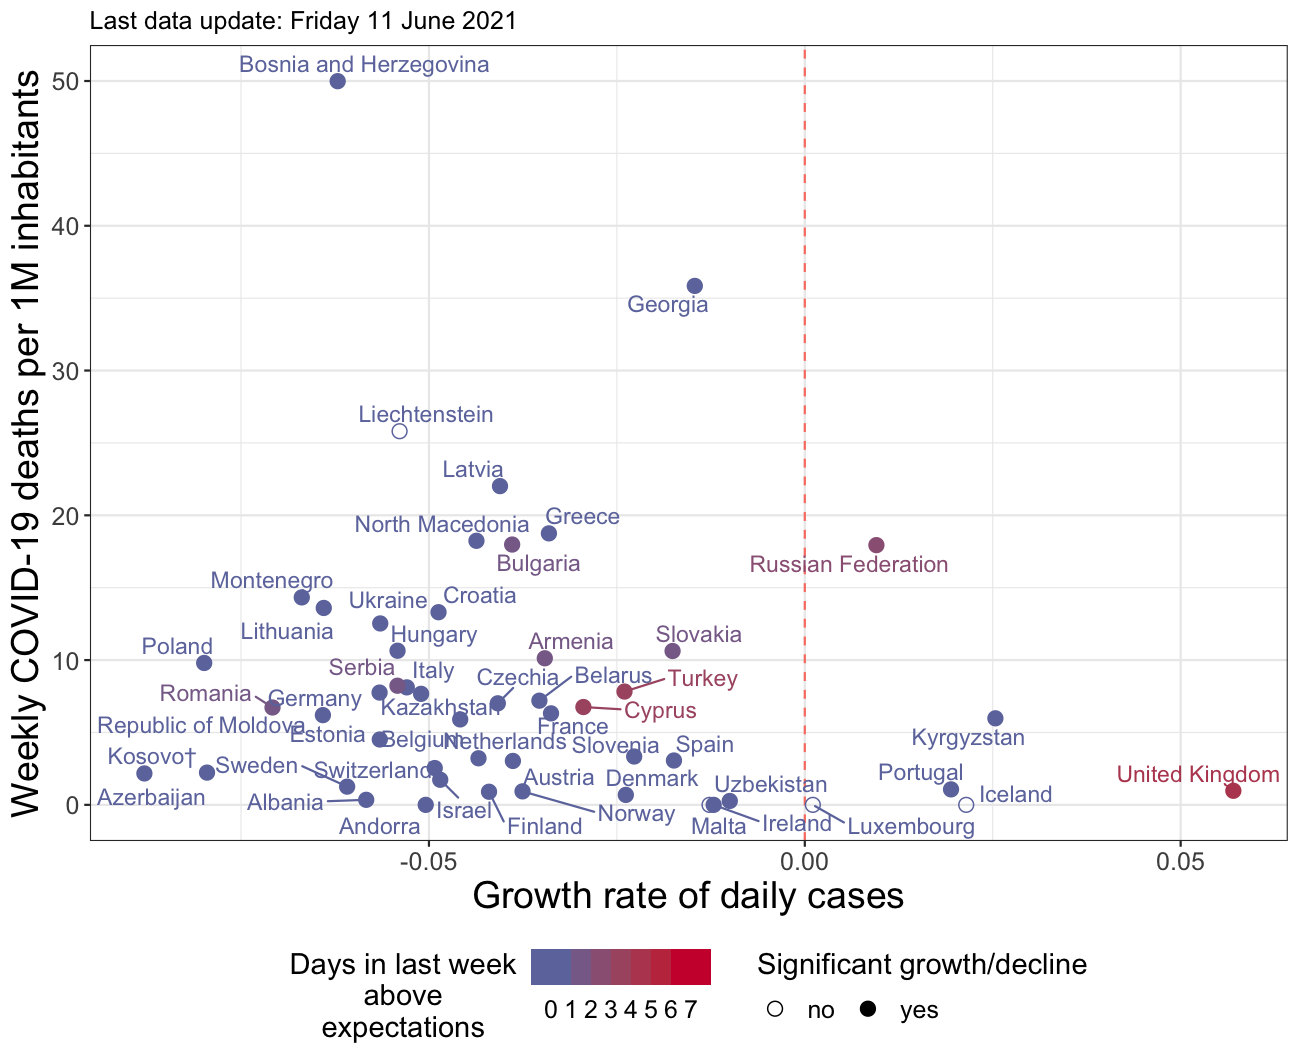 Last data update: Friday 11 June 2021
Weekly COVID-19 deaths per 1M inhabitants
50
40
30
20
10
0
Bosnia and Herzegovina
Georgia
Liechtenstein
Latvia
Greece
North Macedonia
Bulgaria
Russian Federation
Montenegro
Croatia
Ukraine
Lithuania
Hungary
Slovakia
Armenia
Poland
Serbia
Italy
Czechia
Belarus
Turkey
Romania
Germany
Kazakhstan
Cyprus
Republic of Moldova
France
Estonia
Belgium
Netherlands
Slovenia
Spain
Kyrgyzstan
Kosovo†
Sweden
Switzerland
Austria
Denmark
Uzbekistan
Portugal
United Kingdom
Azerbaijan
Albania
Israel
Norway
Iceland
Andorra
Finland
Malta
Ireland
Luxembourg
-0.05 0.00 0.05
Growth rate of daily cases
Days in last week
above
expectations
0 1 2 3 4 5 6 7
Significant growth/decline
no yes